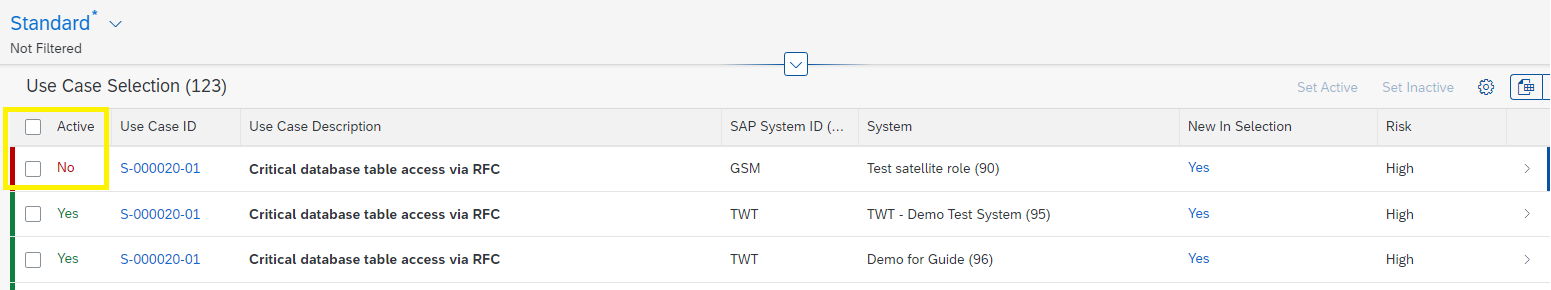 Standard*
Not Filtered
Use Case Selection (123)
Set Active Set Inactive
Active Use Case ID Use Case Description SAP System ID (... System New In Selection Risk
No S-000020-01 Critical database table access via RFC GSM Test satellite role (90) Yes High
Yes S-000020-01 Critical database table access via RFC TWT TWT - Demo Test System (95) Yes High
Yes S-000020-01 Critical database table access via RFC TWT Demo for Guide (96) Yes High